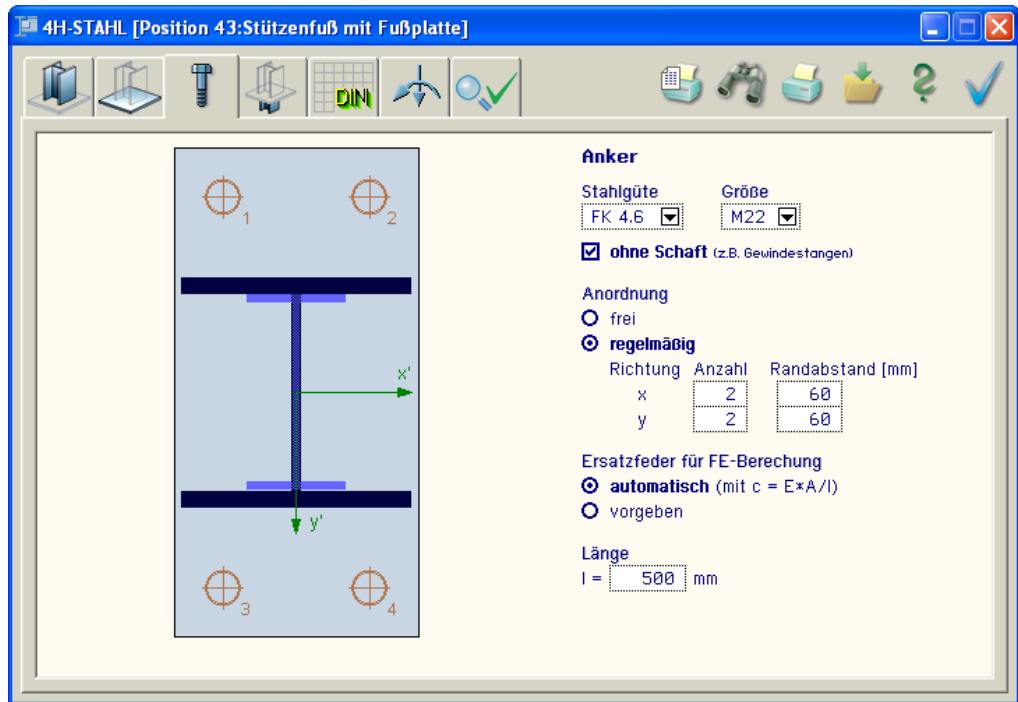 4H-STAHL [Position 43:Stützenfuß mit Fußplatte]
DIN
1
2
x'
y'
3
4
Anker
Stahlgüte Größe
FK 4.6 M22
ohne Schaft (z.B. Gewindestangen)
Anordnung
frei
regelmäßig
Richtung Anzahl Randabstand [mm]
x 2 60
y 2 60
Ersatzfeder für FE-Berechung
automatisch (mit c = E*A/l)
vorgeben
Länge
l = 500 mm